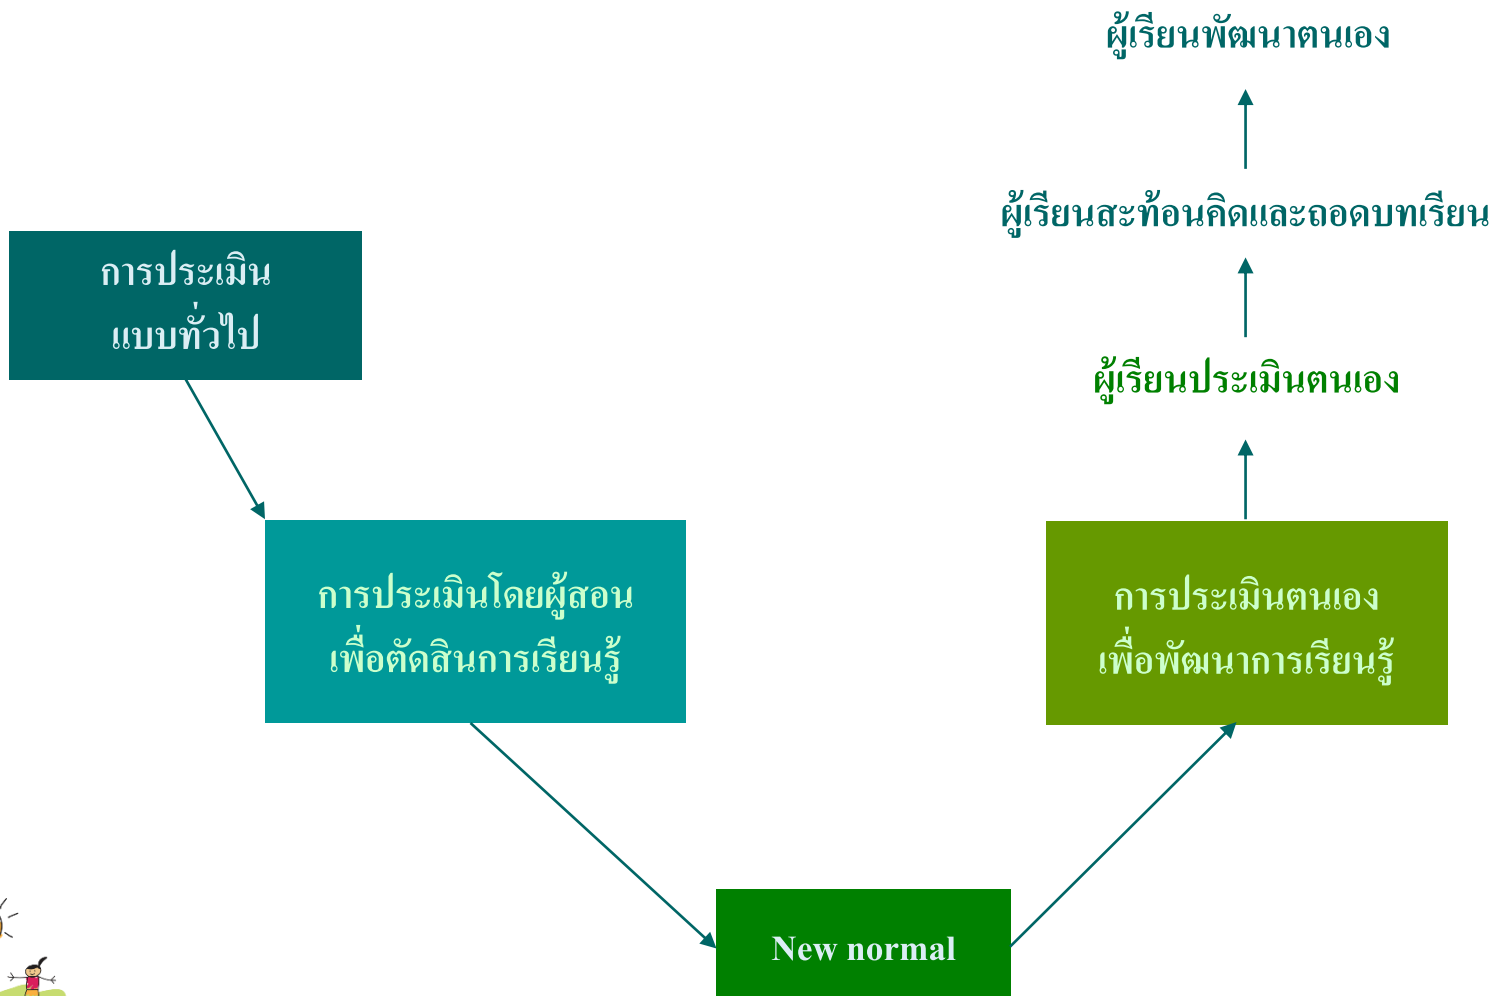 ผู้เรียนพัฒนาตนเอง
ผู้เรียนสะท้อนคิดและถอดบทเรียน
การประเมิน
แบบทั่วไป
ผู้เรียนประเมินตนเอง
การประเมินโดยผู้สอน
เพื่อตัดสินการเรียนรู้
การประเมินตนเอง
เพื่อพัฒนาการเรียนรู้
New normal